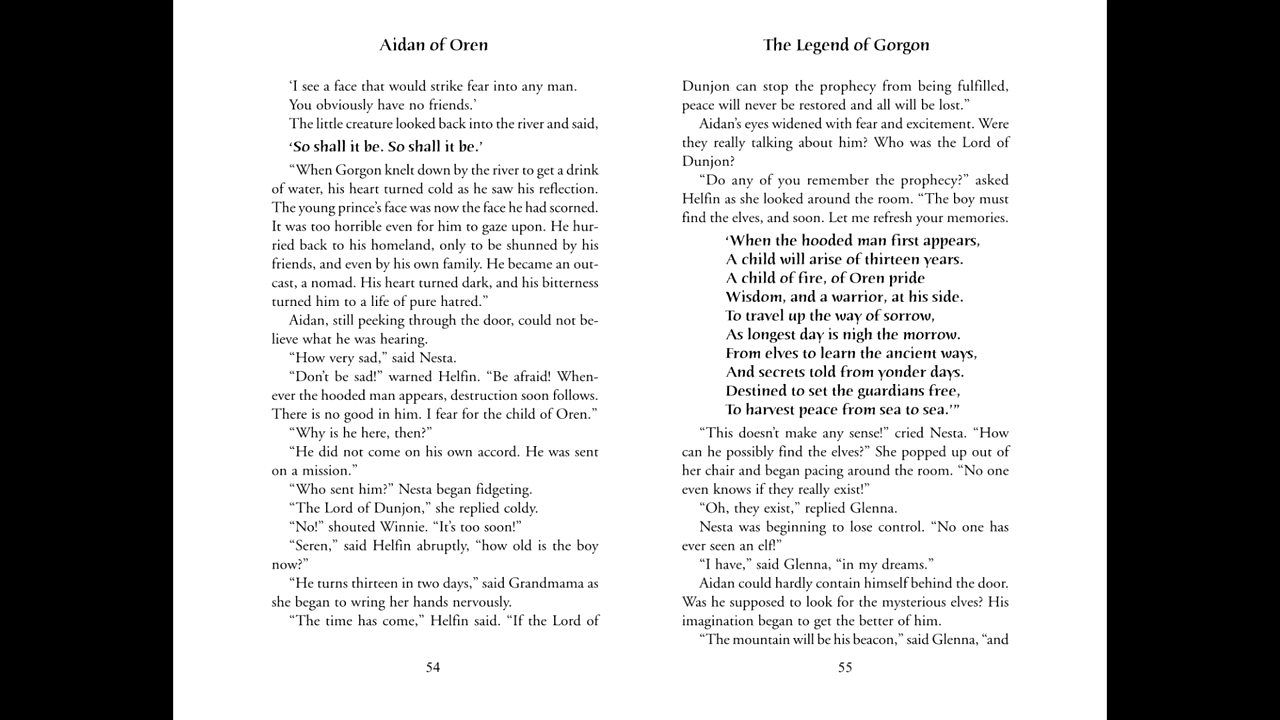 Aidan of Oren
‘I see a face that would strike fear into any man.
You obviously have no friends.’
The little creature looked back into the river and said,
‘So shall it be. So shall it be.’
“When Gorgon knelt down by the river to get a drink
of water, his heart turned cold as he saw his reflection.
The young prince’s face was now the face he had scorned.
It was too horrible even for him to gaze upon. He hur-
ried back to his homeland, only to be shunned by his
friends, and even by his own family. He became an out-
cast, a nomad. His heart turned dark, and his bitterness
turned him to a life of pure hatred.”
Aidan, still peeking through the door, could not be-
lieve what he was hearing.
“How very sad,” said Nesta.
“Don’t be sad!” warned Helfin. “Be afraid! When-
ever the hooded man appears, destruction soon follows.
There is no good in him. I fear for the child of Oren.”
“Why is he here, then?”
“He did not come on his own accord. He was sent
on a mission.”
“Who sent him?” Nesta began fidgeting.
“The Lord of Dunjon,” she replied coldy.
“No!” shouted Winnie. “It’s too soon!”
“Seren,” said Helfin abruptly, “how old is the boy
now?”
“He turns thirteen in two days,” said Grandmama as
she began to wring her hands nervously.
“The time has come,” Helfin said. “If the Lord of
54
The Legend of Gorgon
Dunjon can stop the prophecy from being fulfilled,
peace will never be restored and all will be lost.”
Aidan’s eyes widened with fear and excitement. Were
they really talking about him? Who was the Lord of
Dunjon?
“Do any of you remember the prophecy?” asked
Helfin as she looked around the room. “The boy must
find the elves, and soon. Let me refresh your memories.
‘When the hooded man first appears,
A child will arise of thirteen years.
A child of fire, of Oren pride
Wisdom, and a warrior, at his side.
To travel up the way of sorrow,
As longest day is nigh the morrow.
From elves to learn the ancient ways,
And secrets told from yonder days.
Destined to set the guardians free,
To harvest peace from sea to sea.’”
“This doesn’t make any sense!” cried Nesta. “How
can he possibly find the elves?” She popped up out of
her chair and began pacing around the room. “No one
even knows if they really exist!”
“Oh, they exist,” replied Glenna.
Nesta was beginning to lose control. “No one has
ever seen an elf!”
“I have,” said Glenna, “in my dreams.”
Aidan could hardly contain himself behind the door.
Was he supposed to look for the mysterious elves? His
imagination began to get the better of him.
“The mountain will be his beacon,” said Glenna, “and
55